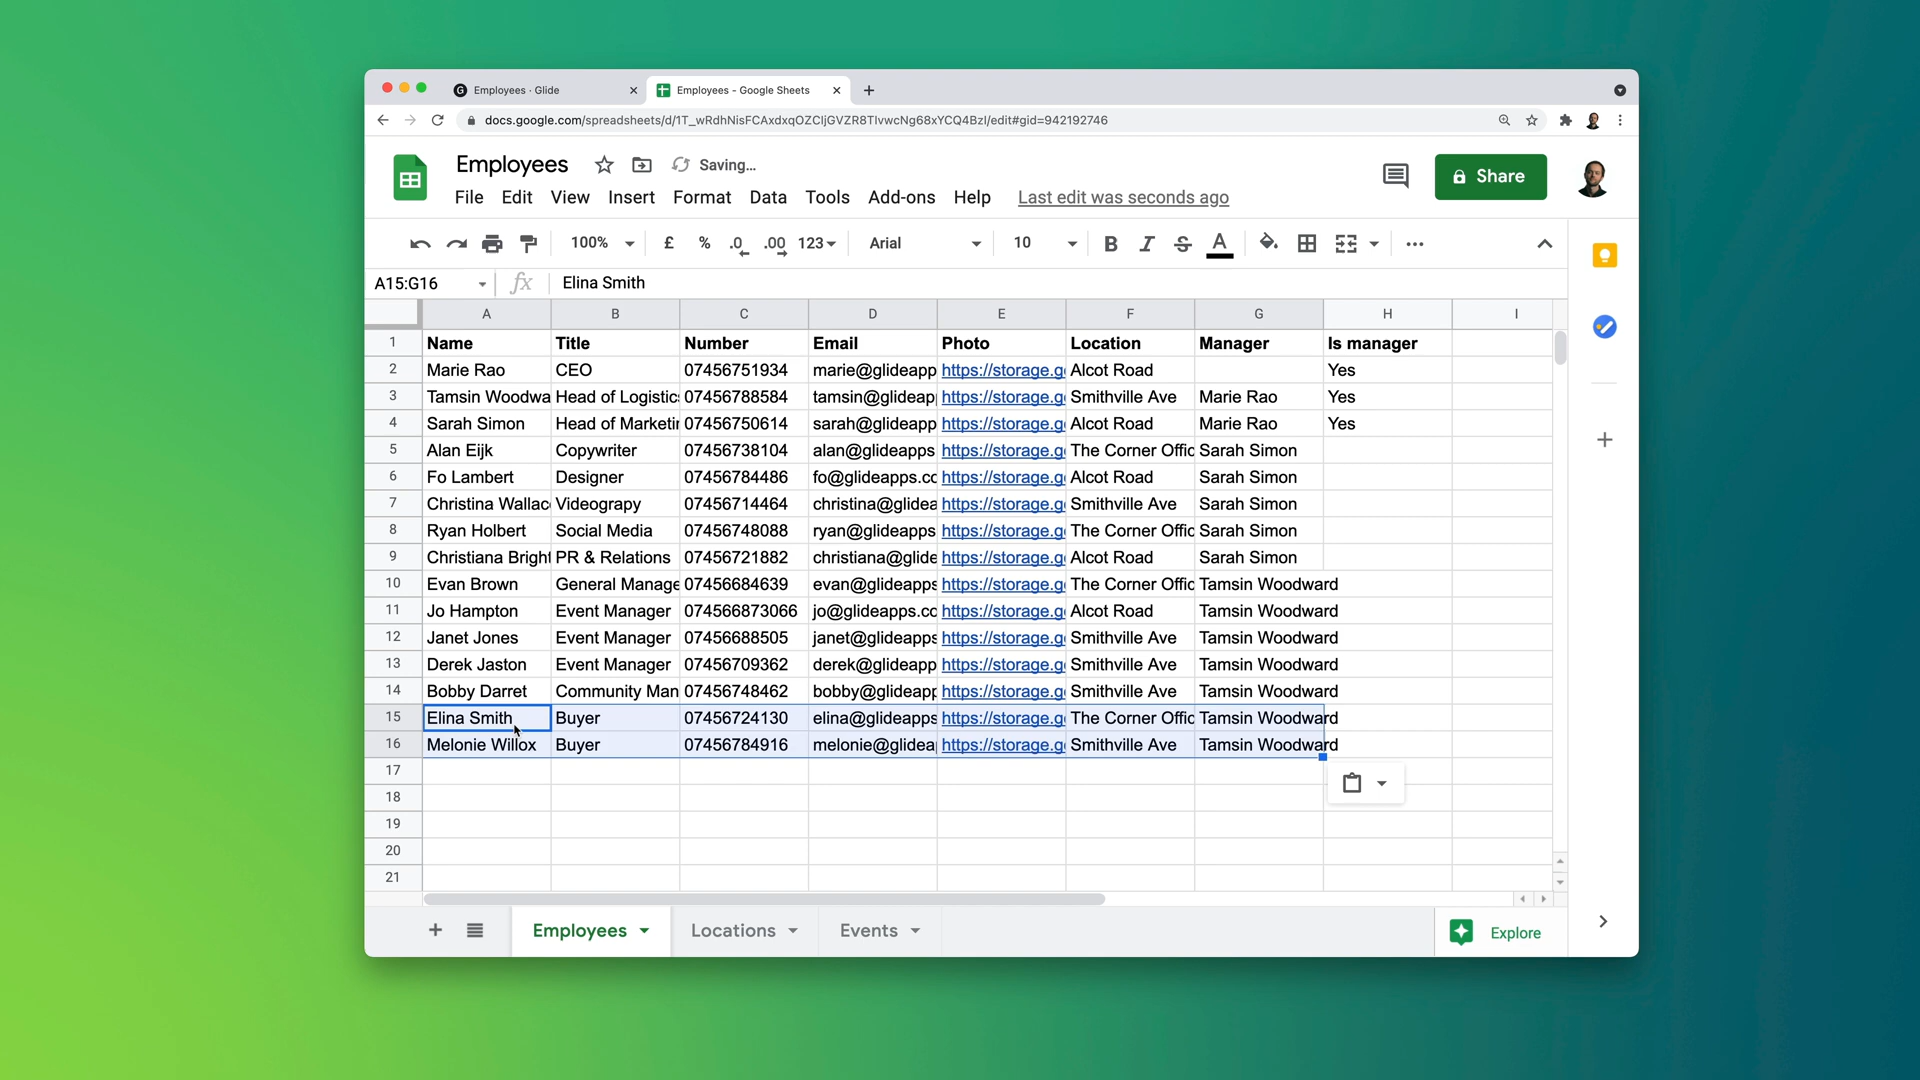 Employees · Glide
Employees - Google Sheets
docs.google.com/spreadsheets/d/1T_wRdhNisFCAxdxqOZCljGVZR8TlvwcNg68xYCQ4Bzl/edit#gid=942192746
Employees Saving...
File Edit View Insert Format Data Tools Add-ons Help Last edit was seconds ago
Share
100% £ % .0 .00 123 Arial 10 B I S A
A15:G16 fx Elina Smith
A B C D E F G H I
1 Name Title Number Email Photo Location Manager Is manager
2 Marie Rao CEO 07456751934 marie@glideapp https://storage.g Alcot Road Yes
3 Tamsin Woodwa Head of Logistic 07456788584 tamsin@glideap https://storage.g Smithville Ave Marie Rao Yes
4 Sarah Simon Head of Marketi 07456750614 sarah@glideapp https://storage.g Alcot Road Marie Rao Yes
5 Alan Eijk Copywriter 07456738104 alan@glideapps https://storage.g The Corner Offic Sarah Simon
6 Fo Lambert Designer 07456784486 fo@glideapps.cc https://storage.g Alcot Road Sarah Simon
7 Christina Wallac Videograpy 07456714464 christina@glidea https://storage.g Smithville Ave Sarah Simon
8 Ryan Holbert Social Media 07456748088 ryan@glideapps https://storage.g The Corner Offic Sarah Simon
9 Christiana Bright PR & Relations 07456721882 christiana@glide https://storage.g Alcot Road Sarah Simon
10 Evan Brown General Manage 07456684639 evan@glideapps https://storage.g The Corner Offic Tamsin Woodward
11 Jo Hampton Event Manager 074566873066 jo@glideapps.cc https://storage.g Alcot Road Tamsin Woodward
12 Janet Jones Event Manager 07456688505 janet@glideapps https://storage.g Smithville Ave Tamsin Woodward
13 Derek Jaston Event Manager 07456709362 derek@glideapp https://storage.g Smithville Ave Tamsin Woodward
14 Bobby Darret Community Man 07456748462 bobby@glideapp https://storage.g Smithville Ave Tamsin Woodward
15 Elina Smith Buyer 07456724130 elina@glideapps https://storage.g The Corner Offic Tamsin Woodward
16 Melonie Willox Buyer 07456784916 melonie@glidea https://storage.g Smithville Ave Tamsin Woodward
17
18
19
20
21
Employees Locations Events Explore